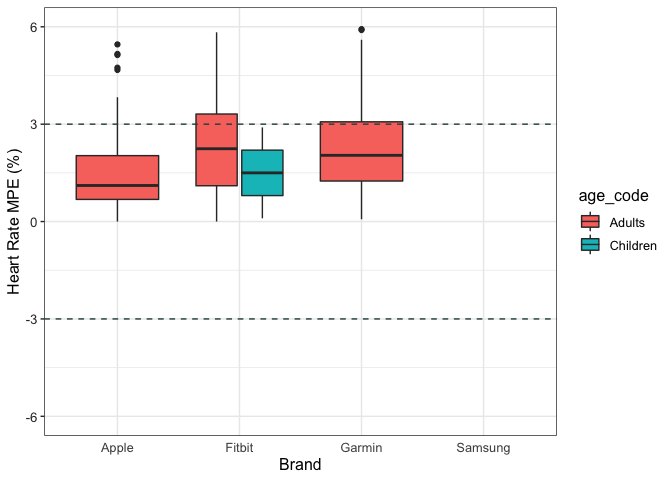 6
3
0
-3
-6
Heart Rate MPE (%)
Apple
Fitbit
Garmin
Samsung
Brand
age_code
Adults
Children